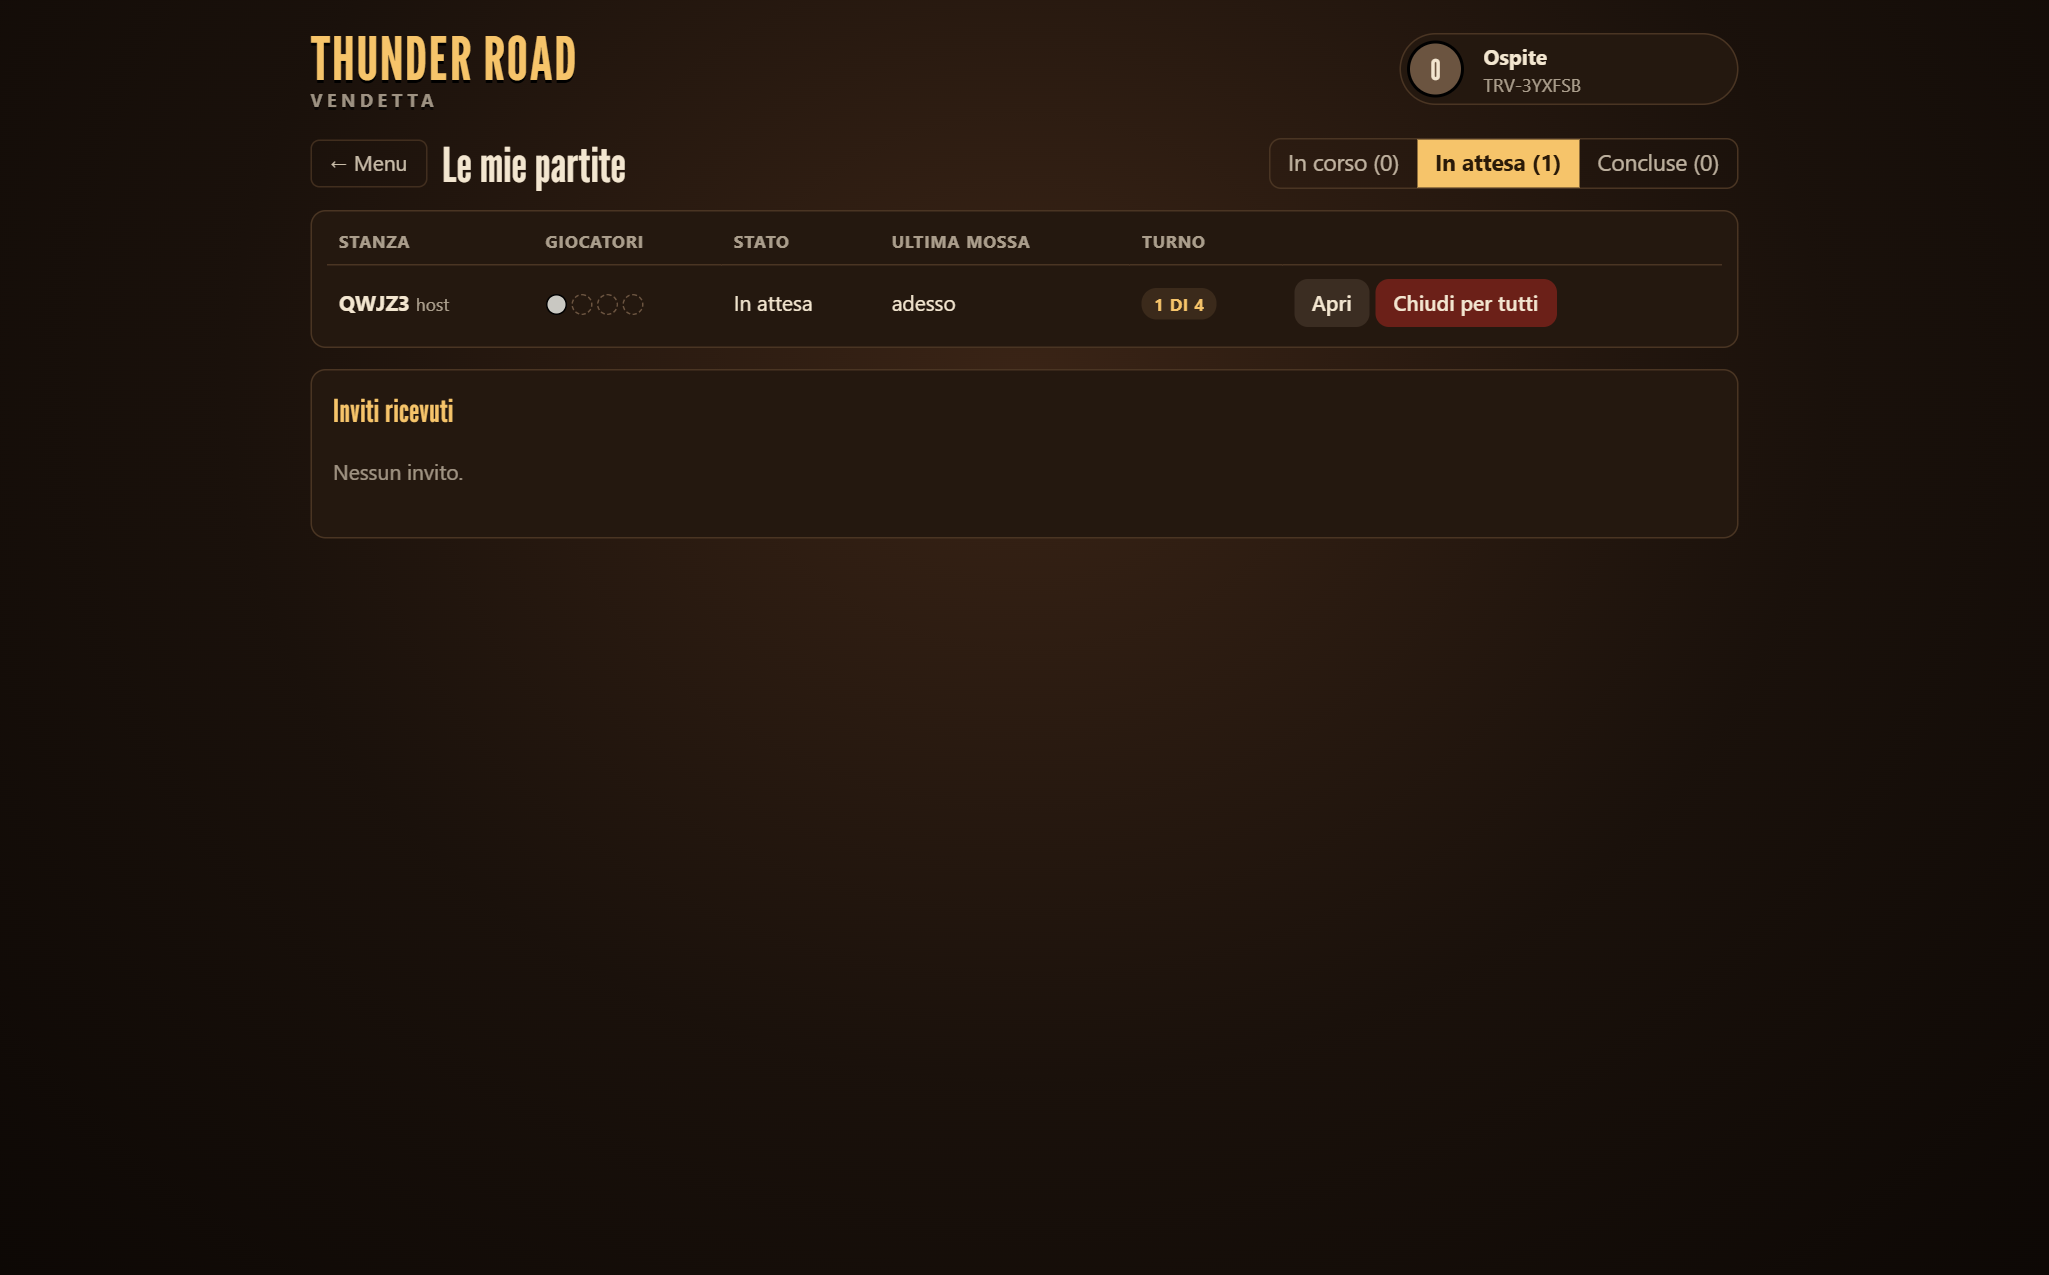 THUNDER ROAD
VENDETTA
O
Ospite
TRV-3YXFSB
← Menu
Le mie partite
In corso (0)
In attesa (1)
Concluse (0)
STANZA GIOCATORI STATO ULTIMA MOSSA TURNO
QWJZ3 host In attesa adesso 1 DI 4 Apri Chiudi per tutti
Inviti ricevuti
Nessun invito.